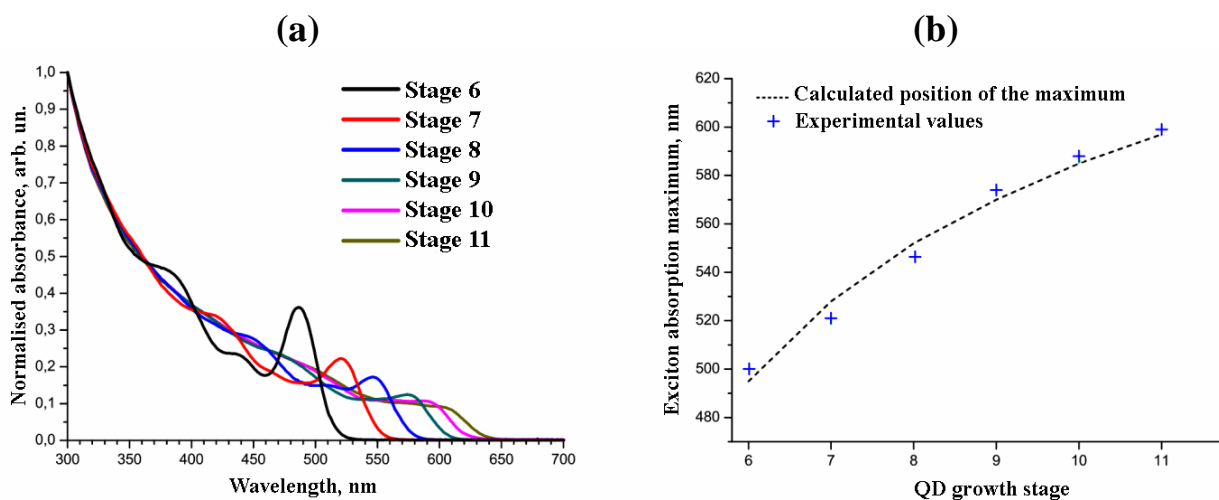 (a)
1,0
0,9
0,8
0,7
0,6
0,5
0,4
0,3
0,2
0,1
0,0
Normalised absorbance, arb. un.
Stage 6
Stage 7
Stage 8
Stage 9
Stage 10
Stage 11
300 350 400 450 500 550 600 650 700
Wavelength, nm
(b)
620
600
580
560
540
520
500
480
Exciton absorption maximum, nm
Calculated position of the maximum
Experimental values
6 7 8 9 10 11
QD growth stage